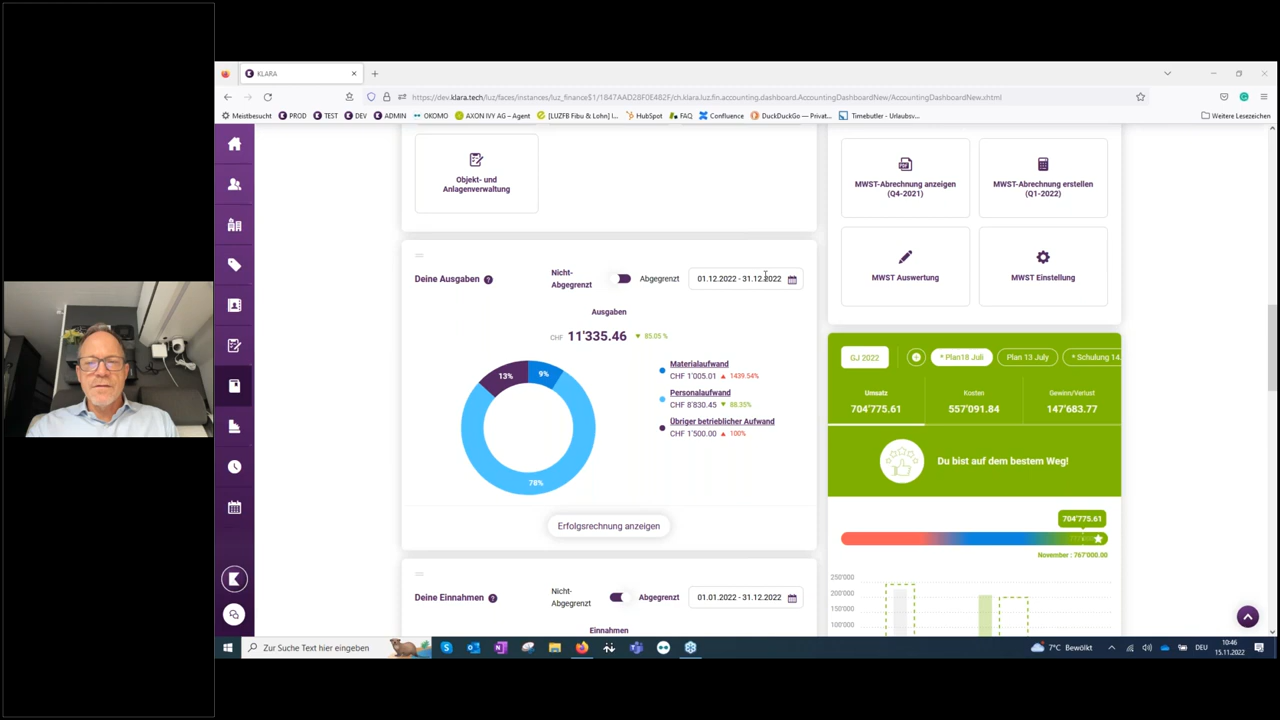 KLARA
https://dev.klara.tech/luz/faces/instances/luz_finance$1/1847AAD28F0E4B2F/ch.klara.luz.fin.accounting.dashboard.AccountingDashboardNew/AccountingDashboardNew.xhtml
Meistbesucht
PROD
TEST
DEV
ADMIN
OKOMO
AXON IVY AG – Agent
[LUZFB Fibu & Lohn] I...
HubSpot
FAQ
Confluence
DuckDuckGo — Privat...
Timebutler - Urlaubsv...
Weitere Lesezeichen
Objekt- und
Anlagenverwaltung
MWST-Abrechnung anzeigen
(Q4-2021)
MWST-Abrechnung erstellen
(Q1-2022)
MWST Auswertung
MWST Einstellung
Deine Ausgaben
Nicht-
Abgegrenzt
Abgegrenzt
01.12.2022 - 31.12.2022
Ausgaben
CHF 11'335.46 85.05 %
13%
9%
78%
Materialaufwand
CHF 1'005.01 1439.54%
Personalaufwand
CHF 8'830.45 88.35%
Übriger betrieblicher Aufwand
CHF 1'500.00 100%
Erfolgsrechnung anzeigen
Deine Einnahmen
Nicht-
Abgegrenzt
Abgegrenzt
01.01.2022 - 31.12.2022
Einnahmen
GJ 2022
* Plan18 Juli
Plan 13 July
* Schulung 14.
Umsatz
704'775.61
Kosten
557'091.84
Gewinn/Verlust
147'683.77
Du bist auf dem bestem Weg!
704'775.61
November : 767'000.00
250'000
200'000
150'000
100'000
Zur Suche Text hier eingeben
7°C Bewölkt
DEU
10:46
15.11.2022